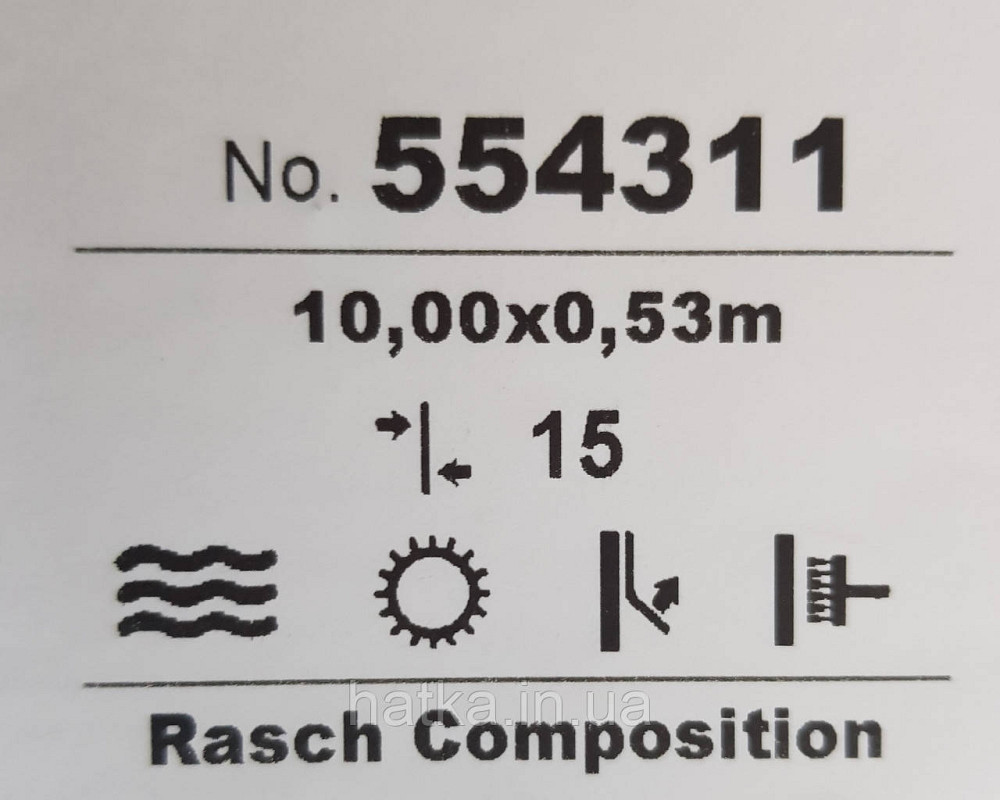 No. 554311
10,00x0,53m
15
hatka.in.ua
Rasch Composition